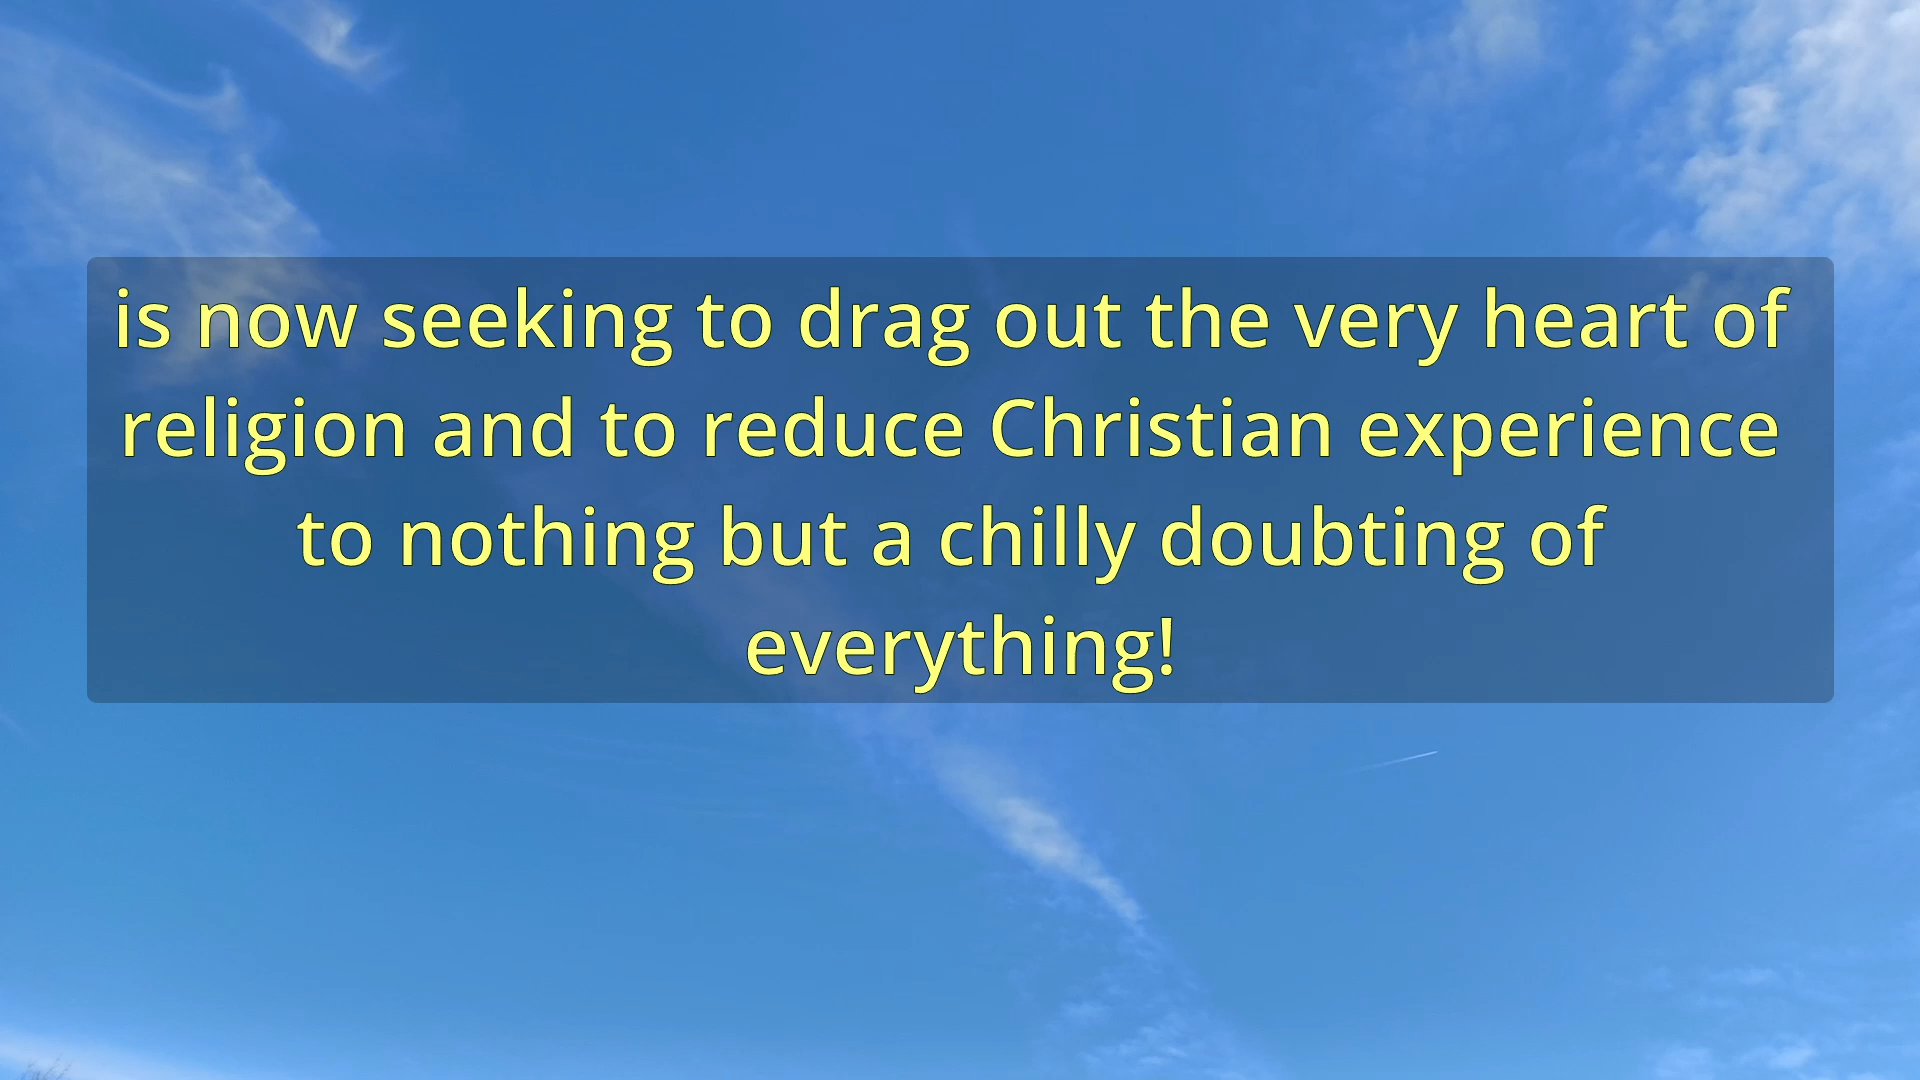 is now seeking to drag out the very heart of
religion and to reduce Christian experience
to nothing but a chilly doubting of
everything!